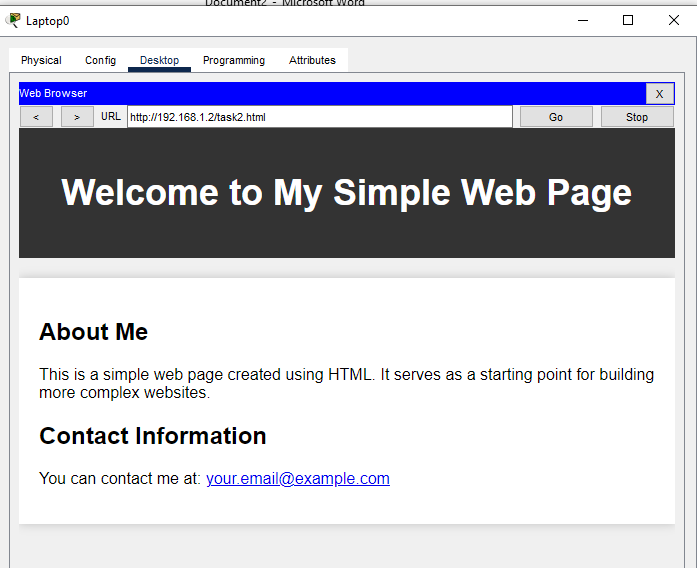 Document2 - Microsoft Word
Laptop0
Physical Config Desktop Programming Attributes
Web Browser X
< > URL http://192.168.1.2/task2.html Go Stop
Welcome to My Simple Web Page
About Me
This is a simple web page created using HTML. It serves as a starting point for building
more complex websites.
Contact Information
You can contact me at: your.email@example.com